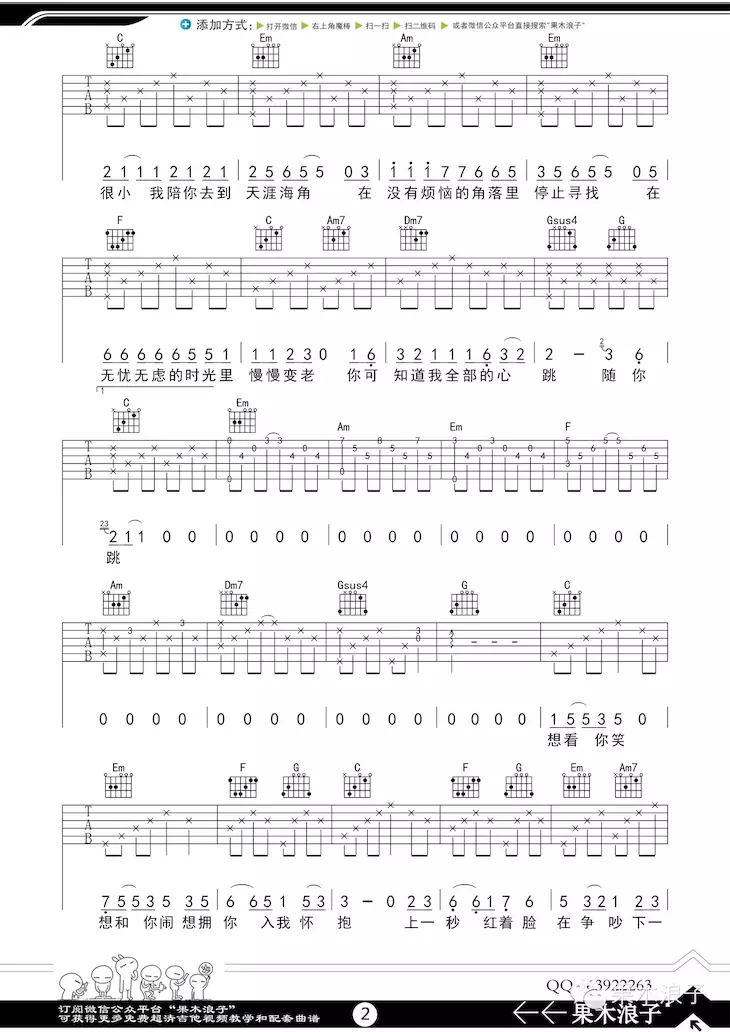 添加方式: ▶打开微信 ▶右上角魔棒 ▶扫一扫 ▶扫二维码 ▶或者微信公众平台直接搜索“果木浪子”
C Em Am Em
T A B
2 1 1 1 2 1 2 1 2 5 6 5 5 0 3 1 1 1 7 7 6 6 5 3 5 6 5 5 0 5
很小 我陪你去到 天涯海角 在 没有烦恼的角落里 停止寻找 在
F C Am7 Dm7 Gsus4 G
T A B
6 6 6 6 6 5 5 1 1 1 2 3 0 1 6 3 2 1 1 1 6 3 2 2 － 2 3 6
无忧无虑的时光里 慢慢变老 你可 知道我全部的心 跳 随你
1
C Em Am Em F
T A B
23 2 1 1 0 0 0 0 0 0 0 0 0 0 0 0 0 0 0 0 0 0
跳
Am Dm7 Gsus4 G C
T A B
0 0 0 0 0 0 0 0 0 0 0 0 0 0 0 0 1 5 5 3 5 0
想看 你笑
Em F G C F G Em Am7
T A B
7 5 5 5 3 5 3 5 6 6 5 1 5 3 3 － 0 2 3 6 6 1 7 6 5 3 2 1 2 3
想和 你闹 想拥 你 入我 怀 抱 上一 秒 红着 脸 在 争 吵 下一
订阅微信公众平台“果木浪子”
可获得更多免费超清吉他视频教学和配套曲谱
2
果木浪子